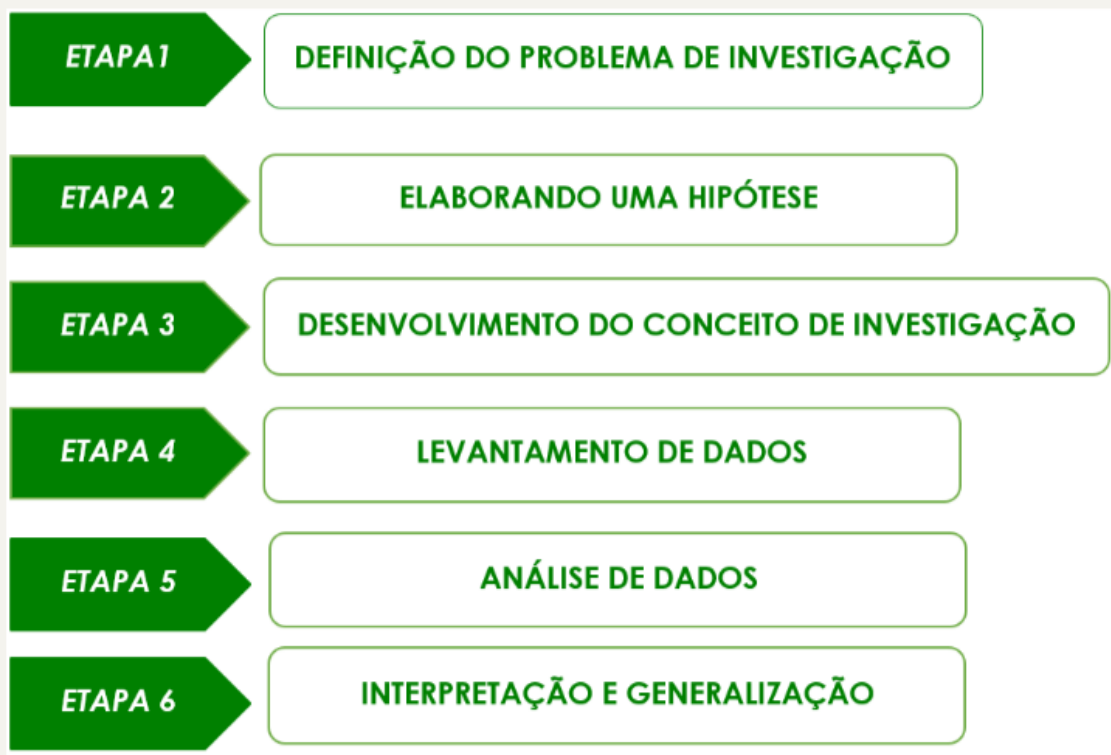 ETAPA1
DEFINIÇÃO DO PROBLEMA DE INVESTIGAÇÃO
ETAPA 2
ELABORANDO UMA HIPÓTESE
ETAPA 3
DESENVOLVIMENTO DO CONCEITO DE INVESTIGAÇÃO
ETAPA 4
LEVANTAMENTO DE DADOS
ETAPA 5
ANÁLISE DE DADOS
ETAPA 6
INTERPRETAÇÃO E GENERALIZAÇÃO